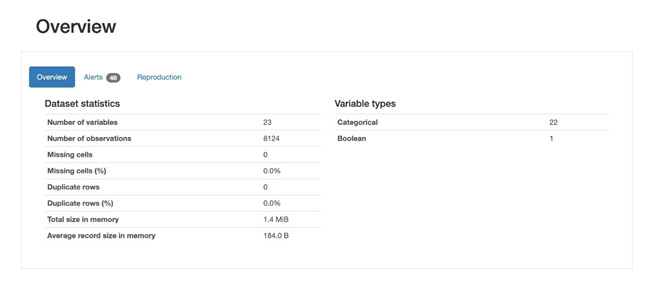 Overview
Overview Alerts 46 Reproduction
Dataset statistics
Number of variables 23
Number of observations 8124
Missing cells 0
Missing cells (%) 0.0%
Duplicate rows 0
Duplicate rows (%) 0.0%
Total size in memory 1.4 MiB
Average record size in memory 184.0 B
Variable types
Categorical 22
Boolean 1